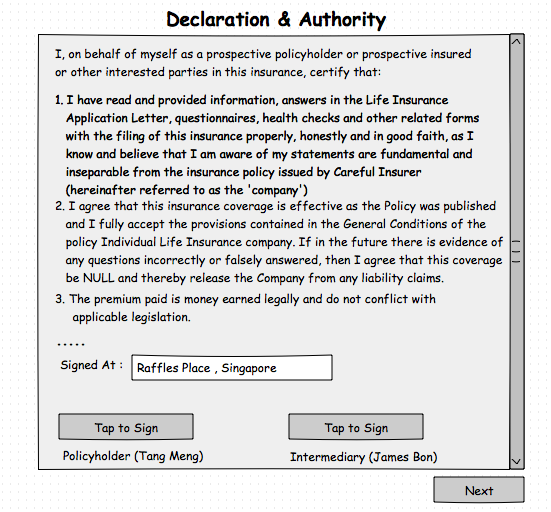 Declaration & Authority
I, on behalf of myself as a prospective policyholder or prospective insured
or other interested parties in this insurance, certify that:
1. I have read and provided information, answers in the Life Insurance
Application Letter, questionnaires, health checks and other related forms
with the filing of this insurance properly, honestly and in good faith, as I
know and believe that I am aware of my statements are fundamental and
inseparable from the insurance policy issued by Careful Insurer
(hereinafter referred to as the 'company')
2. I agree that this insurance coverage is effective as the Policy was published
and I fully accept the provisions contained in the General Conditions of the
policy Individual Life Insurance company. If in the future there is evidence of
any questions incorrectly or falsely answered, then I agree that this coverage
be NULL and thereby release the Company from any liability claims.
3. The premium paid is money earned legally and do not conflict with
applicable legislation.
.....
Signed At : Raffles Place , Singapore
Tap to Sign Tap to Sign
Policyholder (Tang Meng) Intermediary (James Bon)
Next